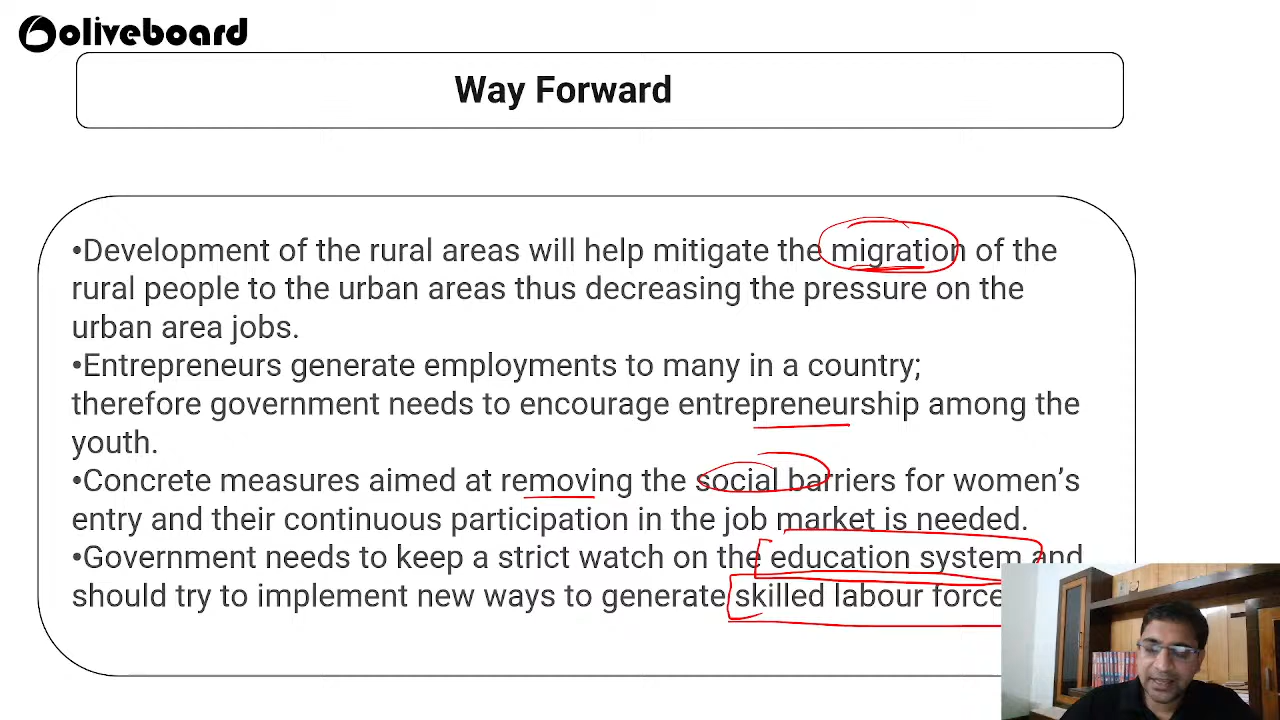 oliveboard
Way Forward
•Development of the rural areas will help mitigate the migration of the
rural people to the urban areas thus decreasing the pressure on the
urban area jobs.
•Entrepreneurs generate employments to many in a country;
therefore government needs to encourage entrepreneurship among the
youth.
•Concrete measures aimed at removing the social barriers for women’s
entry and their continuous participation in the job market is needed.
•Government needs to keep a strict watch on the education system and
should try to implement new ways to generate skilled labour force